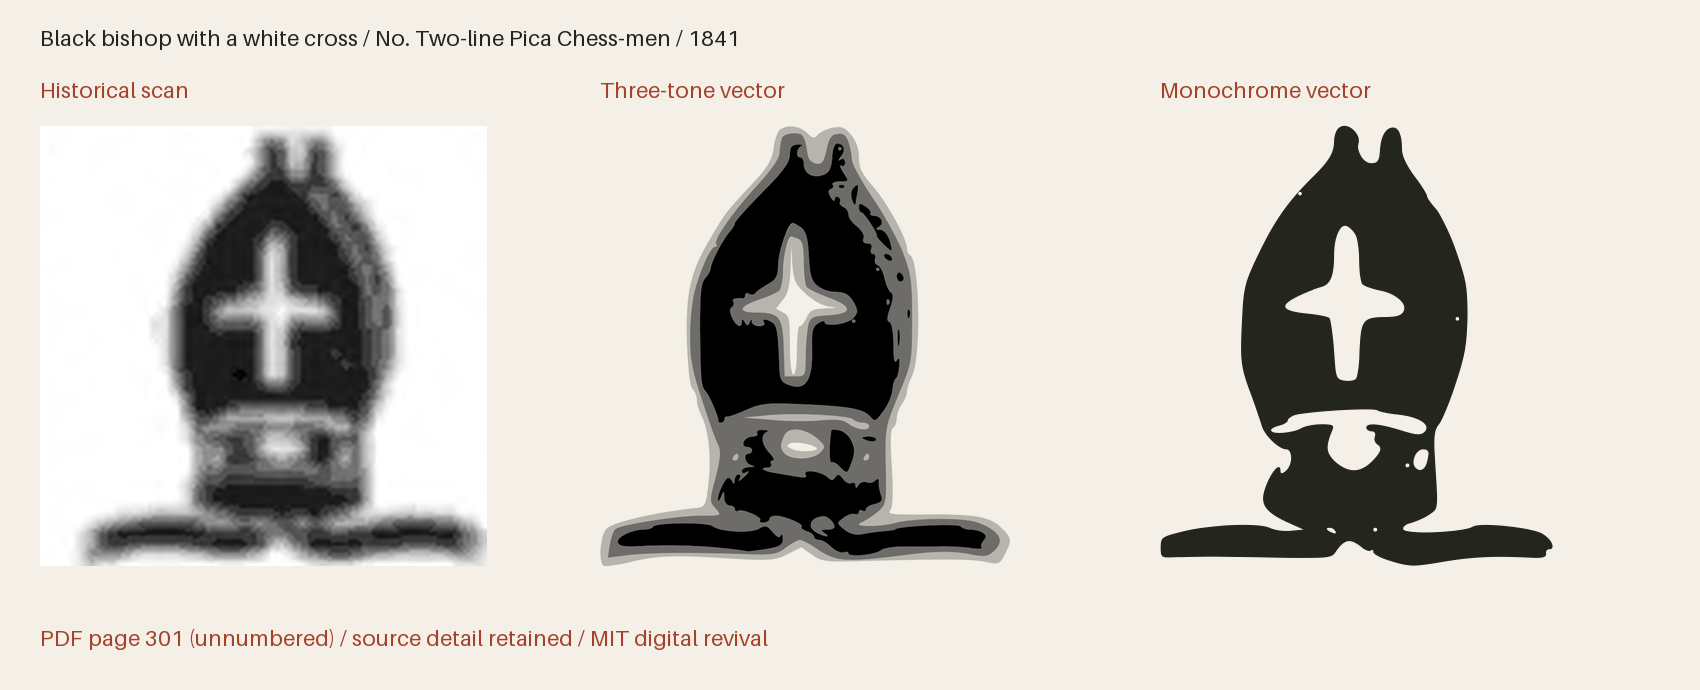 Black bishop with a white cross / No. Two-line Pica Chess-men / 1841
Historical scan
Three-tone vector
Monochrome vector
PDF page 301 (unnumbered) / source detail retained / MIT digital revival